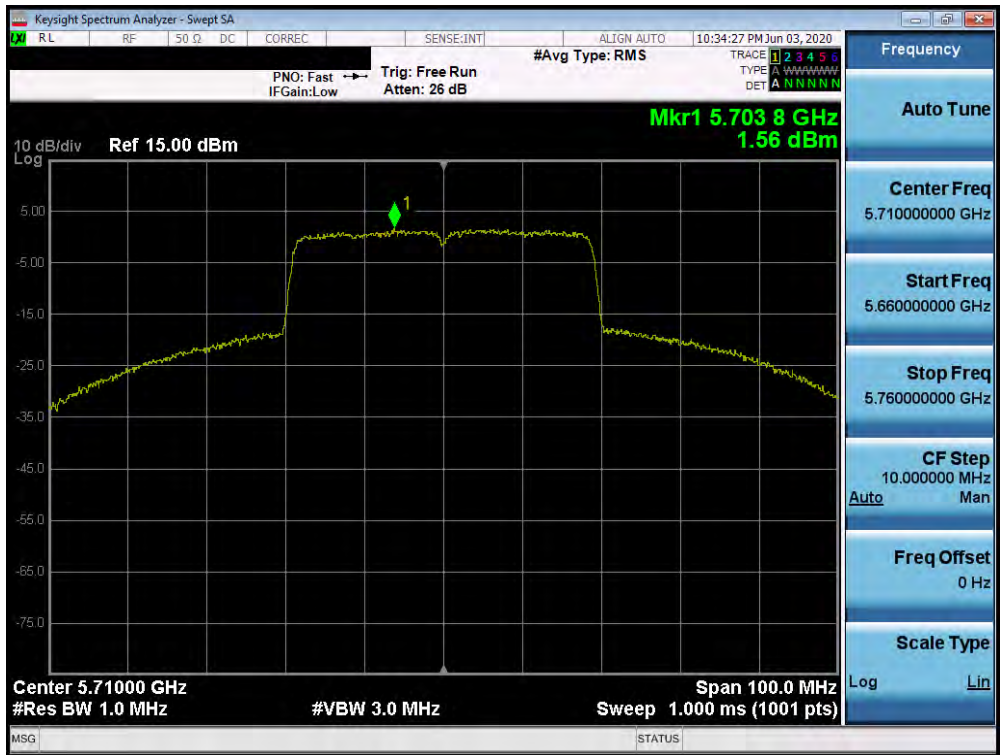 Keysight Spectrum Analyzer - Swept SA
LXI RL RF 50 Ω DC CORREC SENSE:INT ALIGN AUTO 10:34:27 PM Jun 03, 2020
#Avg Type: RMS TRACE 1 2 3 4 5 6
PNO: Fast Trig: Free Run TYPE A WWWWW
IFGain:Low Atten: 26 dB DET A N N N N N
Mkr1 5.703 8 GHz
1.56 dBm
10 dB/div Ref 15.00 dBm
Log
1
5.00
-5.00
-15.0
-25.0
-35.0
-45.0
-55.0
-65.0
-75.0
Center 5.71000 GHz Span 100.0 MHz
#Res BW 1.0 MHz #VBW 3.0 MHz Sweep 1.000 ms (1001 pts)
MSG STATUS
Frequency
Auto Tune
Center Freq
5.710000000 GHz
Start Freq
5.660000000 GHz
Stop Freq
5.760000000 GHz
CF Step
10.000000 MHz
Auto Man
Freq Offset
0 Hz
Scale Type
Log Lin